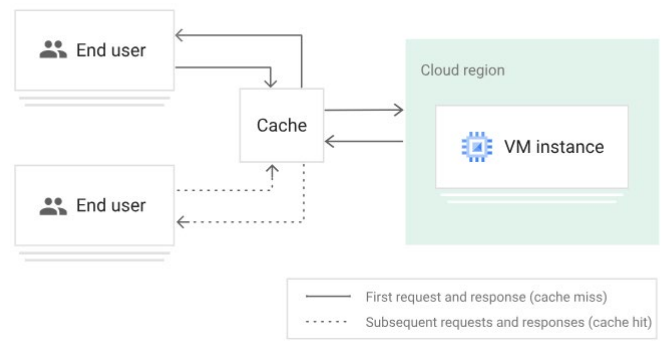 End user
Cloud region
Cache
VM instance
End user
First request and response (cache miss)
Subsequent requests and responses (cache hit)